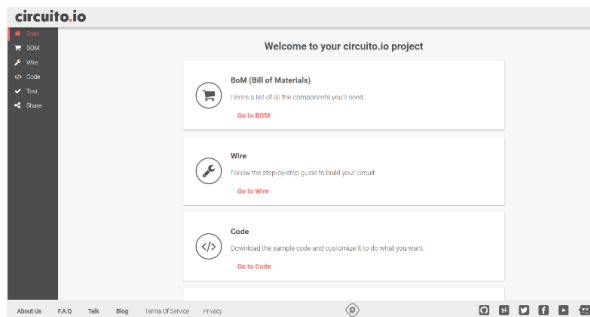 circuito.io
Start
BOM
Wire
Code
Test
Share
Welcome to your circuito.io project
BoM (Bill of Materials)
Here's a list of all the components you'll need.
Go to BOM
Wire
Follow the step-by-step guide to build your circuit
Go to Wire
Code
Download the sample code and customize it to do what you want.
Go to Code
About Us F.A.Q Talk Blog Terms Of Service Privacy